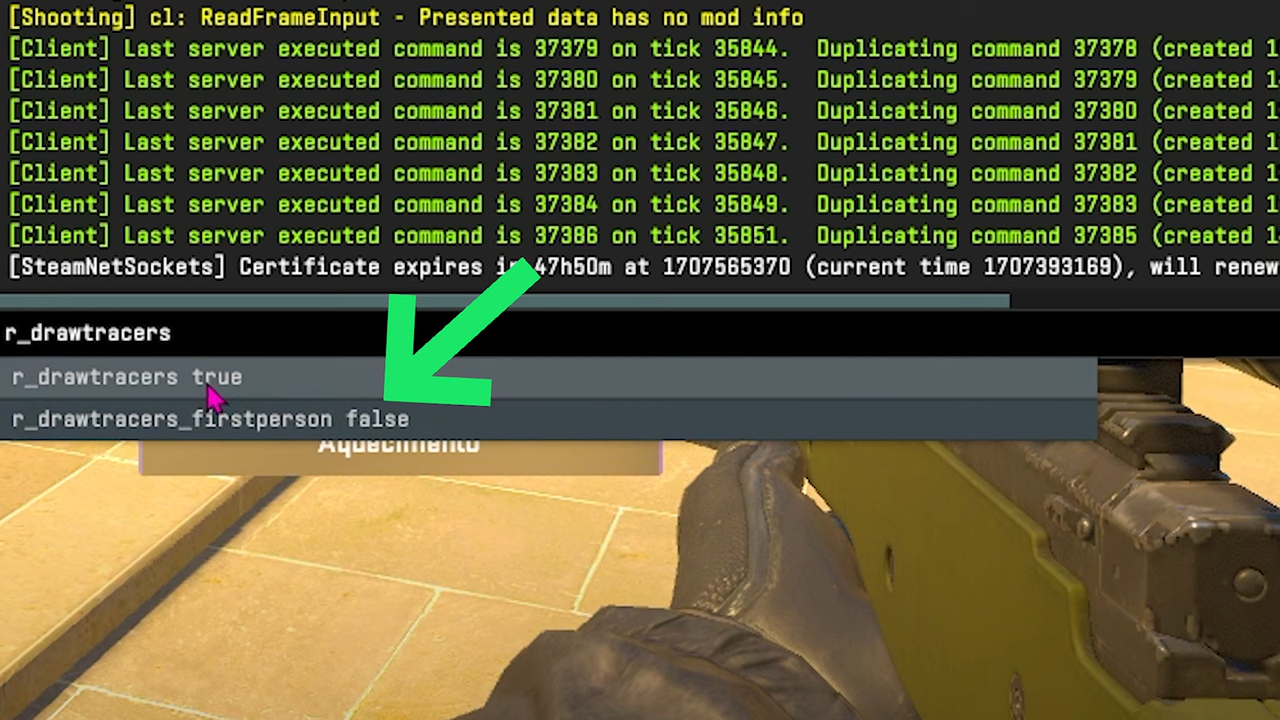 [Shooting] cl: ReadFrameInput - Presented data has no mod info
[Client] Last server executed command is 37379 on tick 35844.  Duplicating command 37378 (created 1
[Client] Last server executed command is 37380 on tick 35845.  Duplicating command 37379 (created 1
[Client] Last server executed command is 37381 on tick 35846.  Duplicating command 37380 (created 1
[Client] Last server executed command is 37382 on tick 35847.  Duplicating command 37381 (created 1
[Client] Last server executed command is 37383 on tick 35848.  Duplicating command 37382 (created 1
[Client] Last server executed command is 37384 on tick 35849.  Duplicating command 37383 (created 1
[Client] Last server executed command is 37386 on tick 35851.  Duplicating command 37385 (created 1
[SteamNetSockets] Certificate expires in 47h50m at 1707565370 (current time 1707393169), will renew
r_drawtracers
r_drawtracers true
r_drawtracers_firstperson false
Aquecimento